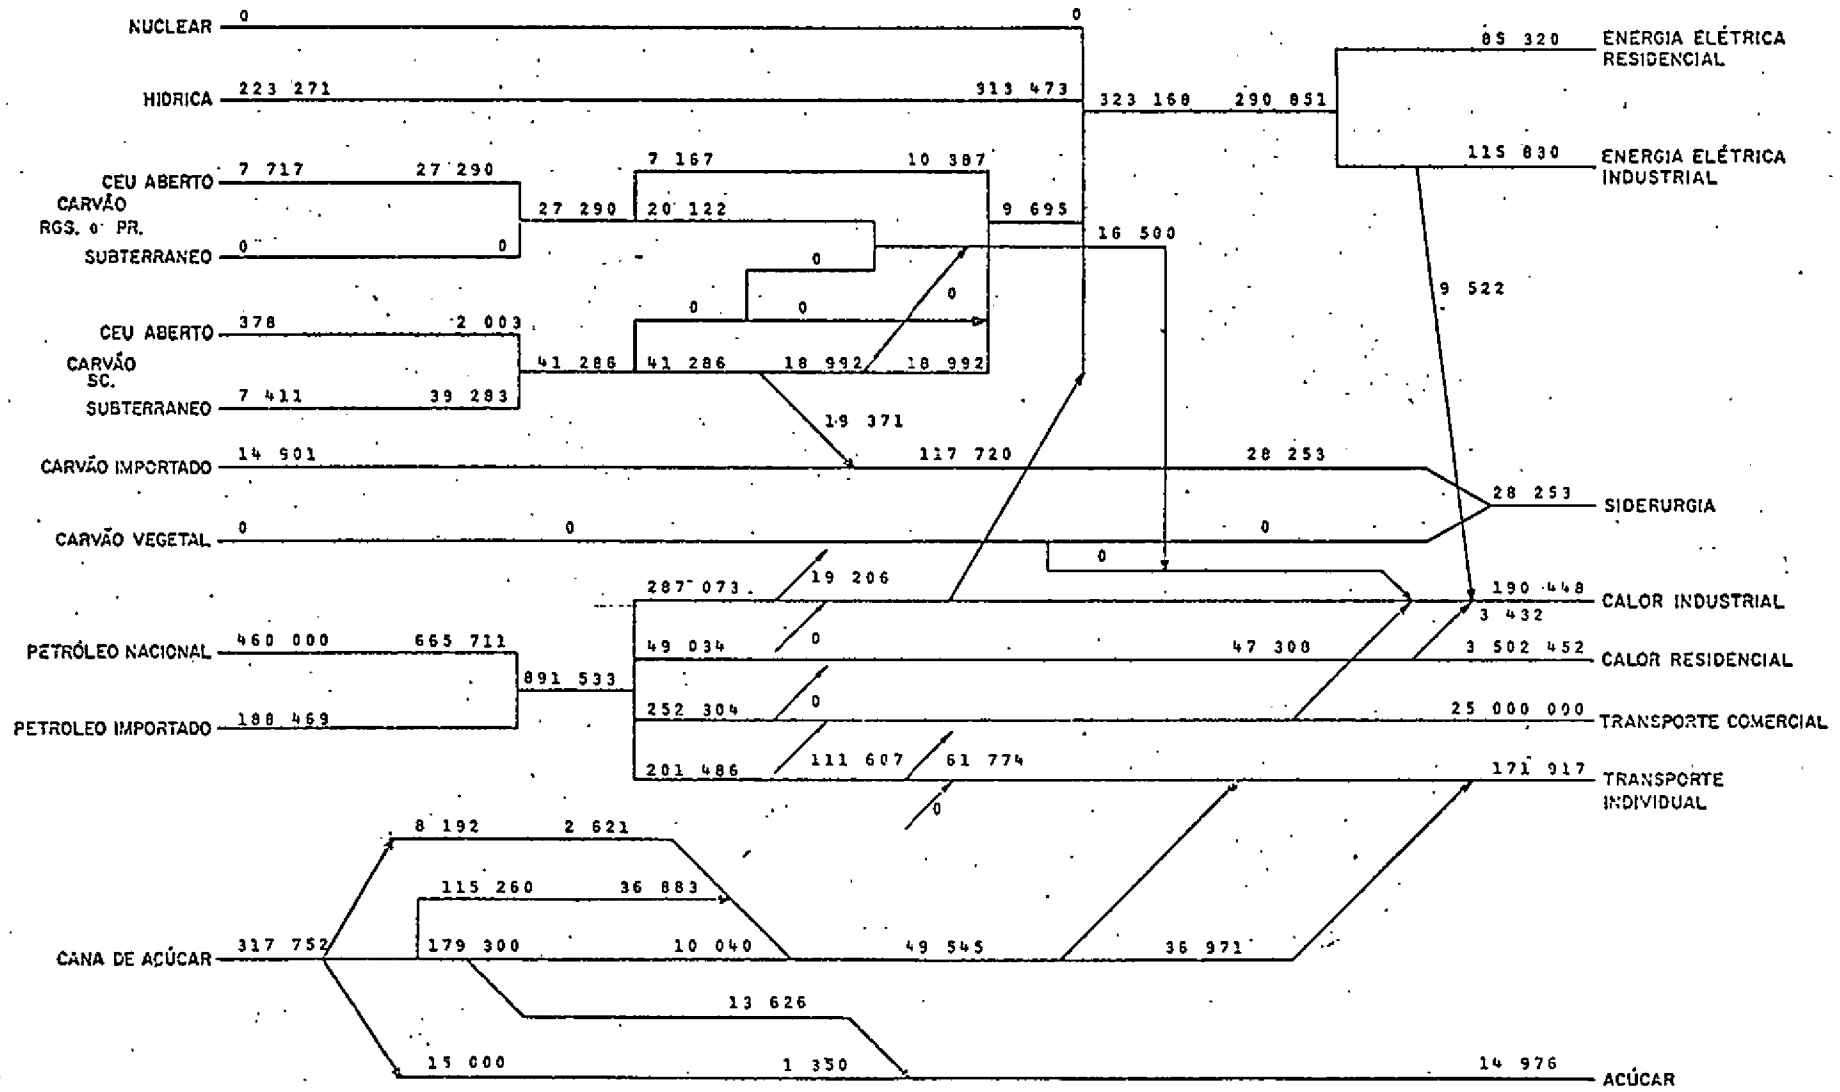 0 0
NUCLEAR
85 320 ENERGIA ELÉTRICA
RESIDENCIAL
HIDRICA 223 271 313 473 323 168 290 851
7 167 10 387
115 830 ENERGIA ELÉTRICA
INDUSTRIAL
CEU ABERTO 7 717 27 290
CARVÃO
RGS. 0 PR.
27 290 20 122 9 695
SUBTERRANEO 0 0
16 500
0
9 522
0 0 0
CEU ABERTO 378 2 003
CARVÃO
SC.
41 286 41 286 18 992 18 992
SUBTERRANEO 7 411 39 283
19 371
CARVÃO IMPORTADO 14 901 117 720 28 253
28 253 SIDERURGIA
CARVÃO VEGETAL 0 0 0
0
287 073 19 206 190 448 CALOR INDUSTRIAL
3 432
PETRÓLEO NACIONAL 460 000 665 711
49 034 0 47 308 3 502 452 CALOR RESIDENCIAL
891 533
PETROLEO IMPORTADO 188 469
252 304 0 25 000 000 TRANSPORTE COMERCIAL
201 486 111 607 61 774 171 917 TRANSPORTE
INDIVIDUAL
0
8 192 2 621
115 260 36 883
CANA DE AÇÚCAR 317 752 179 300 10 040 49 545 36 971
13 626
15 000 1 350 14 976 AÇÚCAR